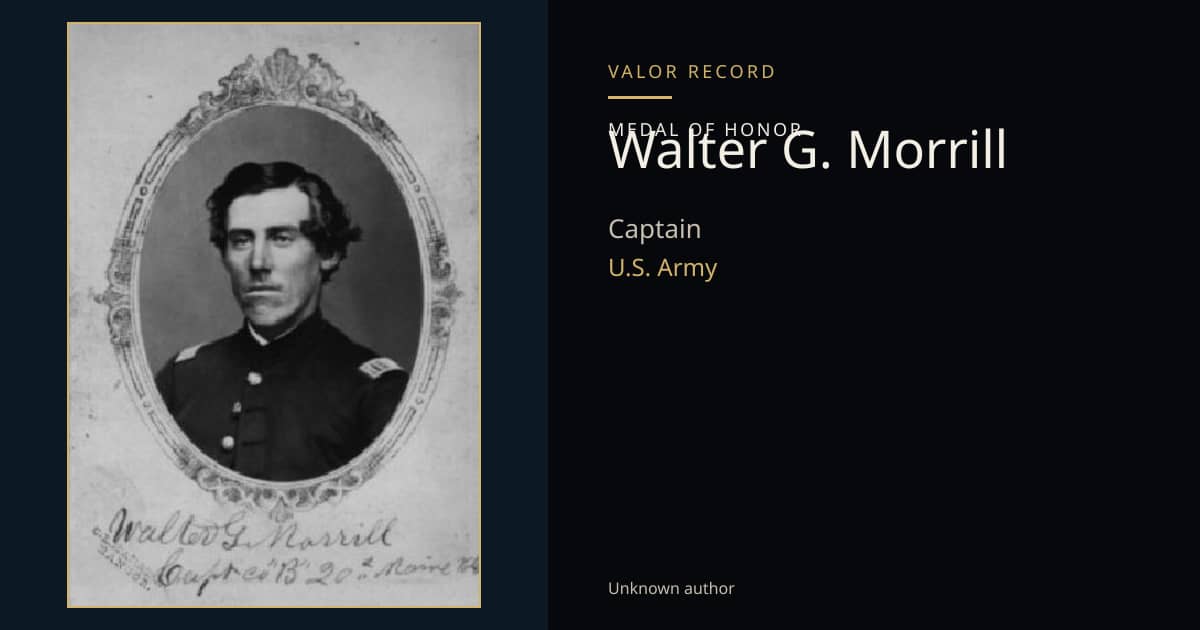 VALOR RECORD
MEDAL OF HONOR
Walter G. Morrill
Captain
U.S. Army
Walter G. Morrill
Capt co "B" 20th Maine
Unknown author